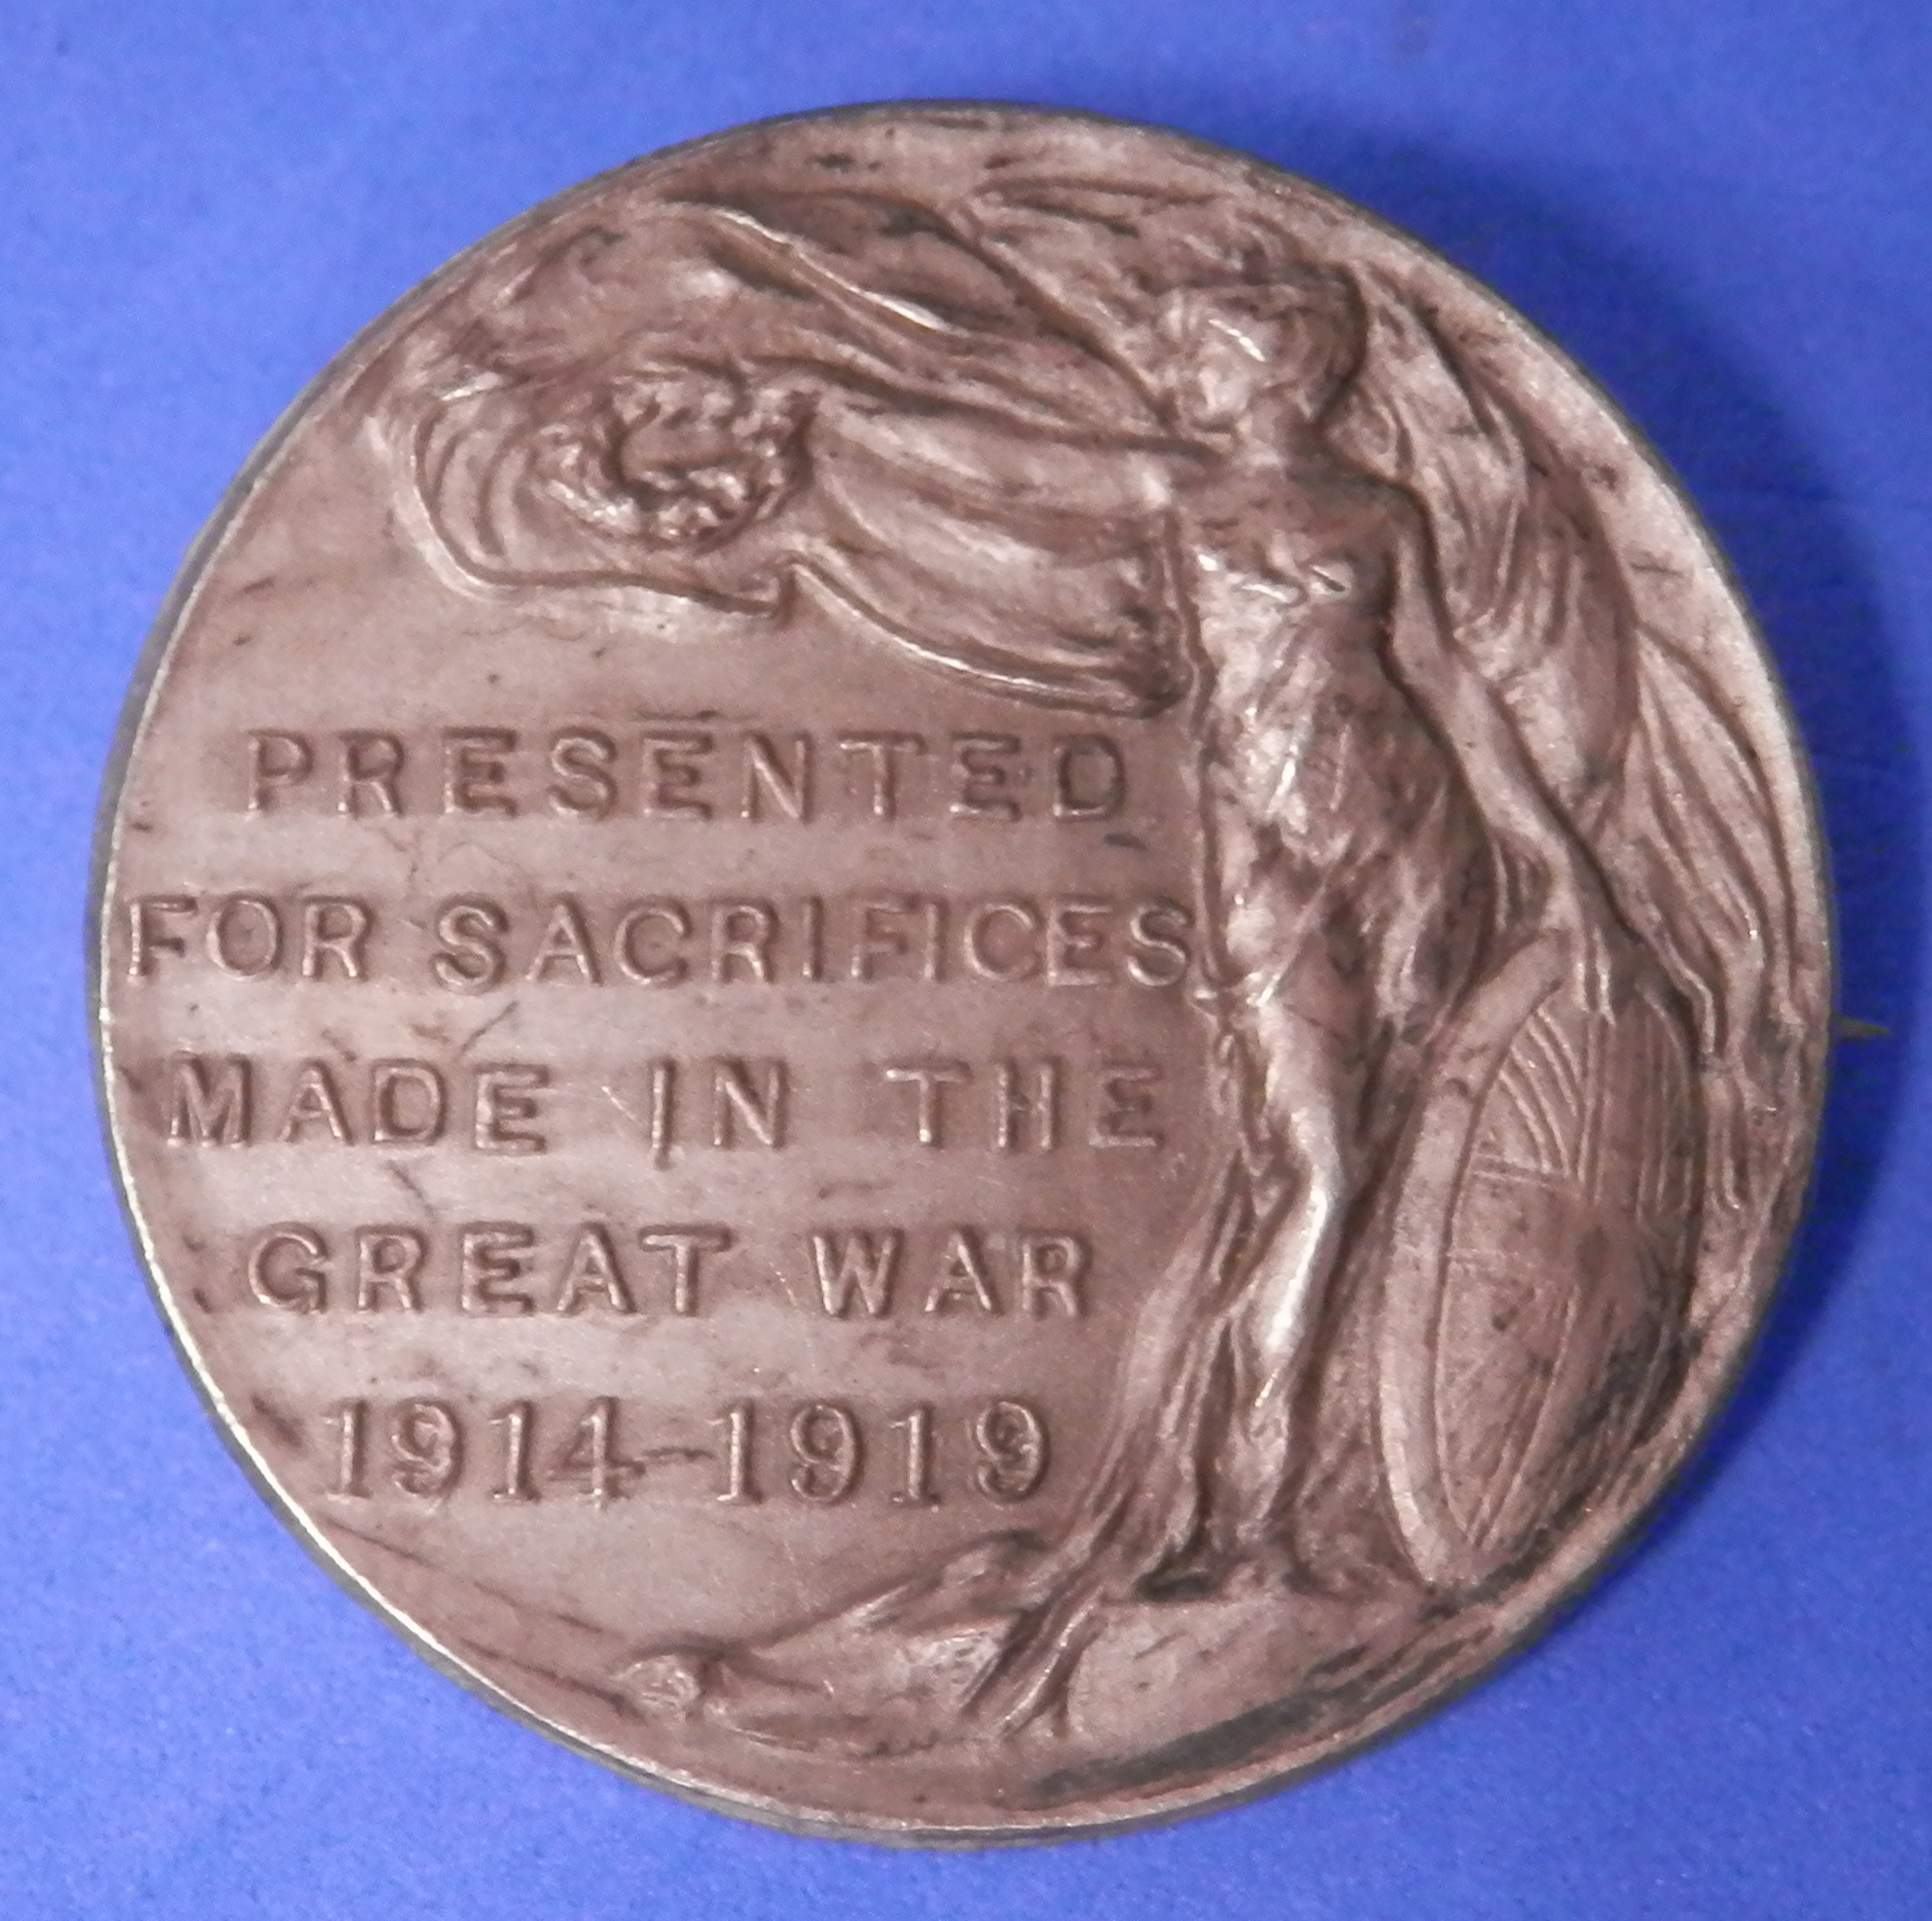 PRESENTED
FOR SACRIFICES
MADE IN THE
GREAT WAR
1914-1919